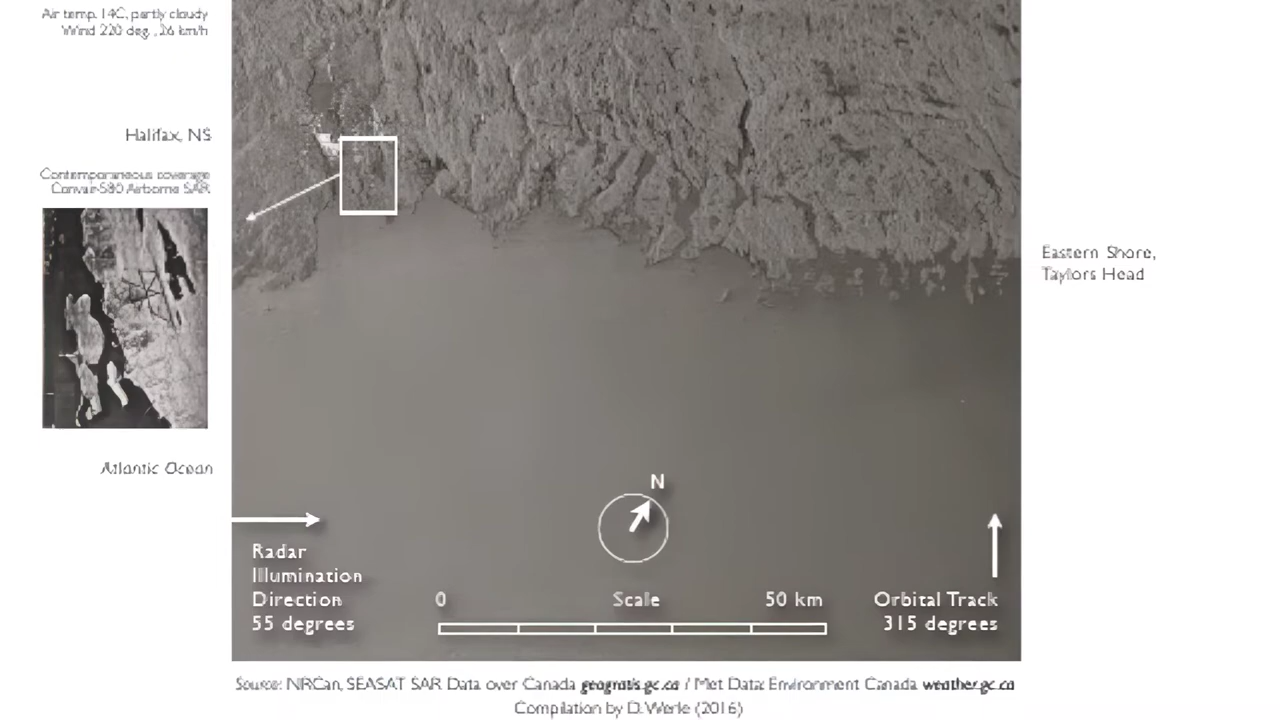 Air temp. 14C, partly cloudy
Wind 220 deg., 26 km/h
Halifax, NS
Contemporaneous coverage
Convair-580 Airborne SAR
Eastern Shore,
Taylors Head
Atlantic Ocean
N
Radar
Illumination
Direction
55 degrees
0 Scale 50 km
Orbital Track
315 degrees
Source: NRCan, SEASAT SAR Data over Canada geogratis.gc.ca / Met Data: Environment Canada weather.gc.ca
Compilation by D. Werle (2016)